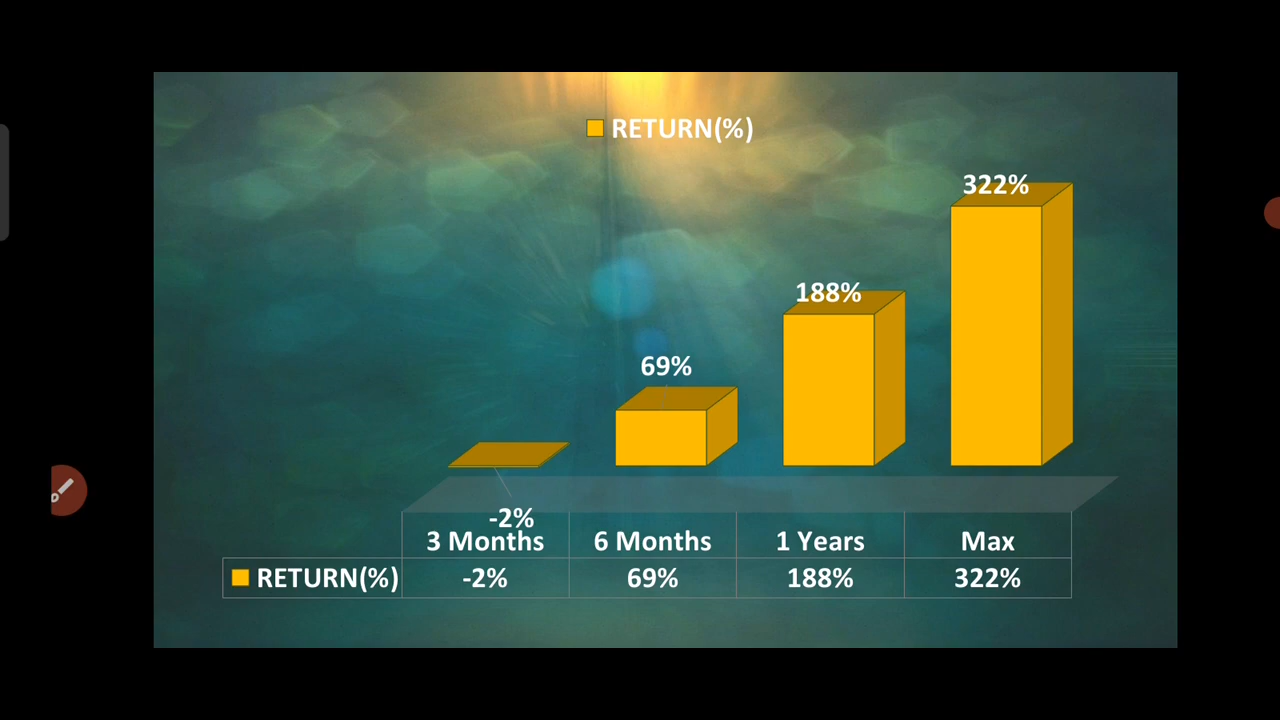 RETURN(%)
322%
188%
69%
-2%
3 Months 6 Months 1 Years Max
RETURN(%) -2% 69% 188% 322%